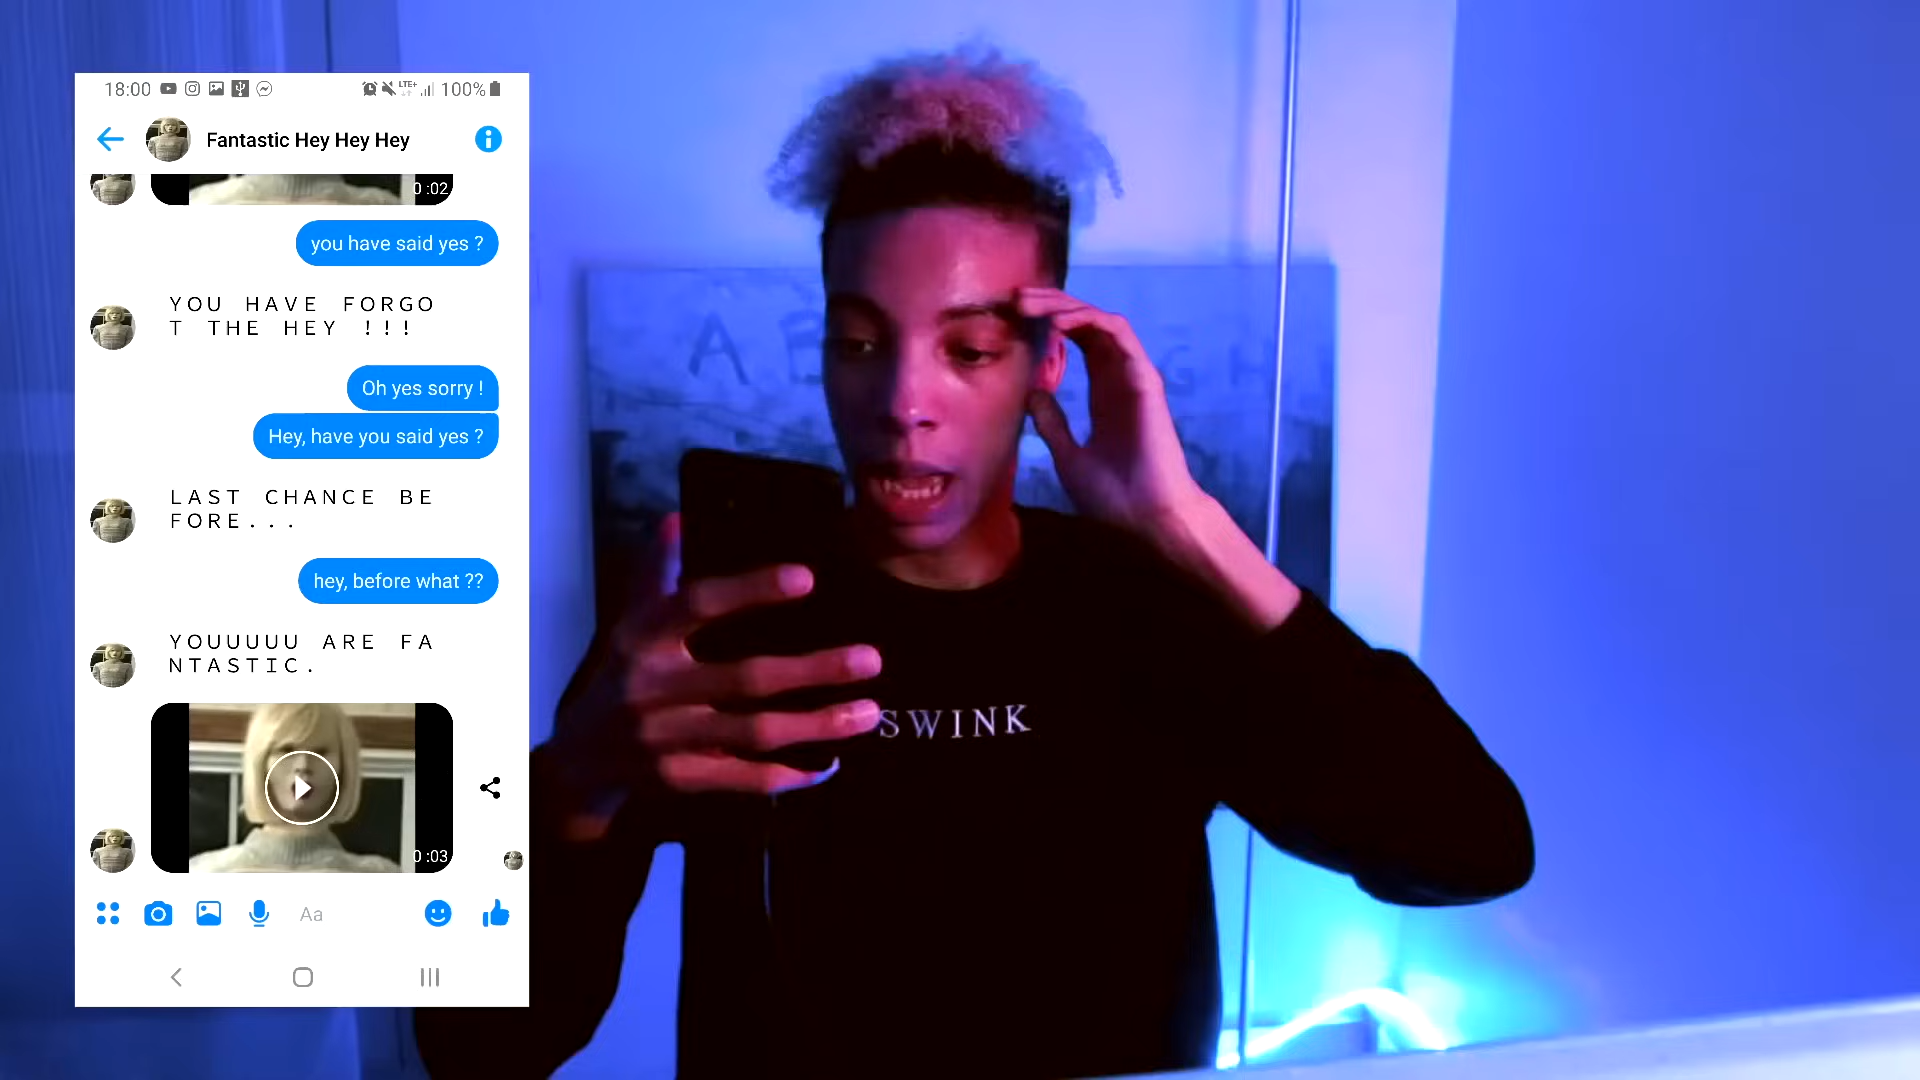 18:00 LTE+ 100%
Fantastic Hey Hey Hey
0:02
you have said yes ?
YOU HAVE FORGO
T THE HEY !!!
Oh yes sorry !
Hey, have you said yes ?
LAST CHANCE BE
FORE...
hey, before what ??
YOUUUUU ARE FA
NTASTIC.
0:03
Aa
A B G H
SWINK